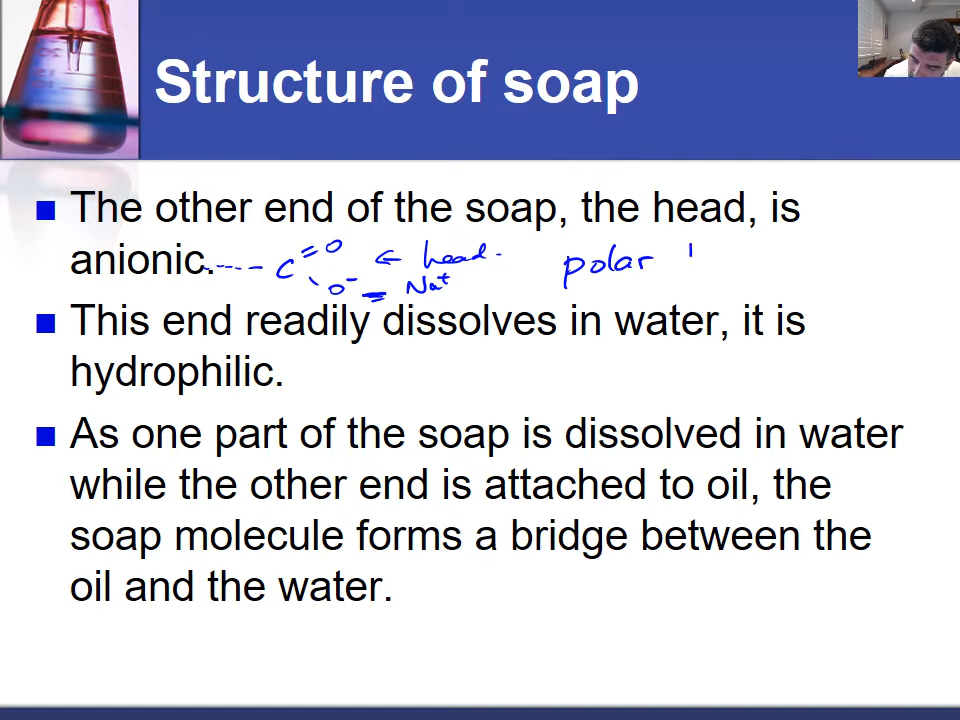 Structure of soap
The other end of the soap, the head, is
anionic. ---- C =O ← head. polar
O⁻ = Na⁺
This end readily dissolves in water, it is
hydrophilic.
As one part of the soap is dissolved in water
while the other end is attached to oil, the
soap molecule forms a bridge between the
oil and the water.